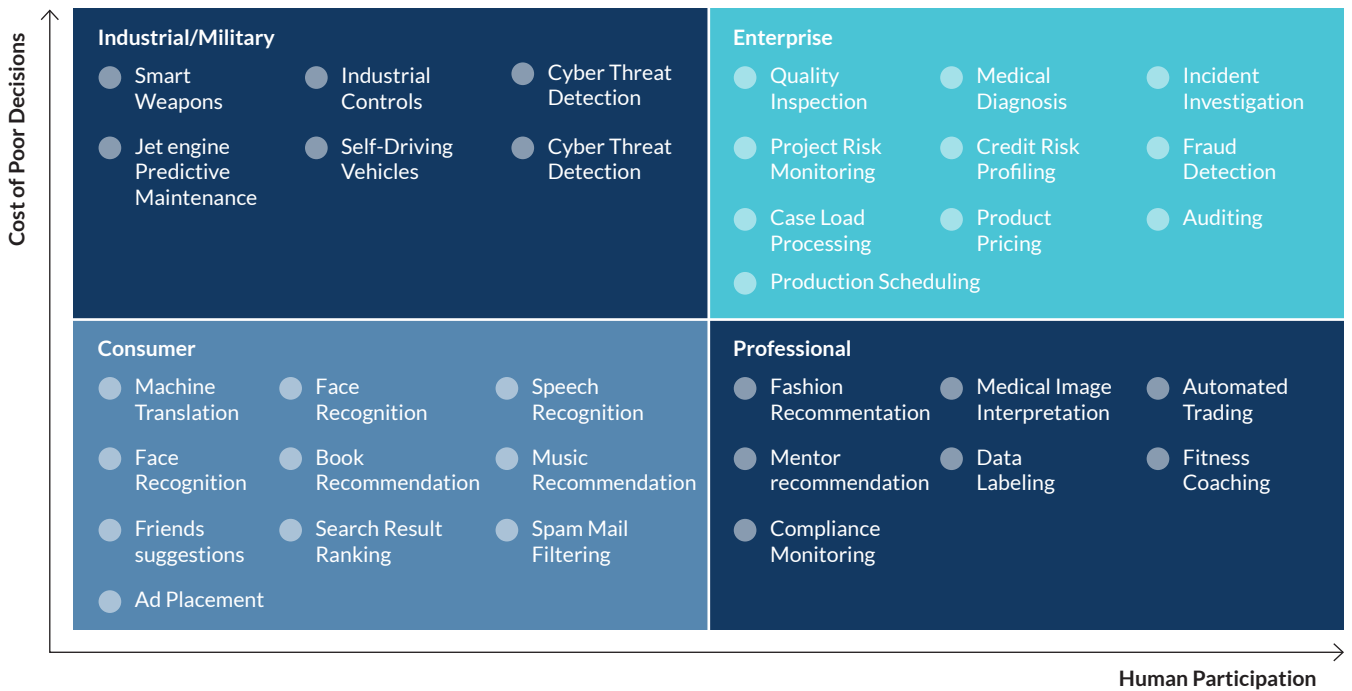 Cost of Poor Decisions
Industrial/Military
Smart
Weapons
Industrial
Controls
Cyber Threat
Detection
Jet engine
Predictive
Maintenance
Self-Driving
Vehicles
Cyber Threat
Detection
Enterprise
Quality
Inspection
Medical
Diagnosis
Incident
Investigation
Project Risk
Monitoring
Credit Risk
Profiling
Fraud
Detection
Case Load
Processing
Product
Pricing
Auditing
Production Scheduling
Consumer
Machine
Translation
Face
Recognition
Speech
Recognition
Face
Recognition
Book
Recommendation
Music
Recommendation
Friends
suggestions
Search Result
Ranking
Spam Mail
Filtering
Ad Placement
Professional
Fashion
Recommentation
Medical Image
Interpretation
Automated
Trading
Mentor
recommendation
Data
Labeling
Fitness
Coaching
Compliance
Monitoring
Human Participation